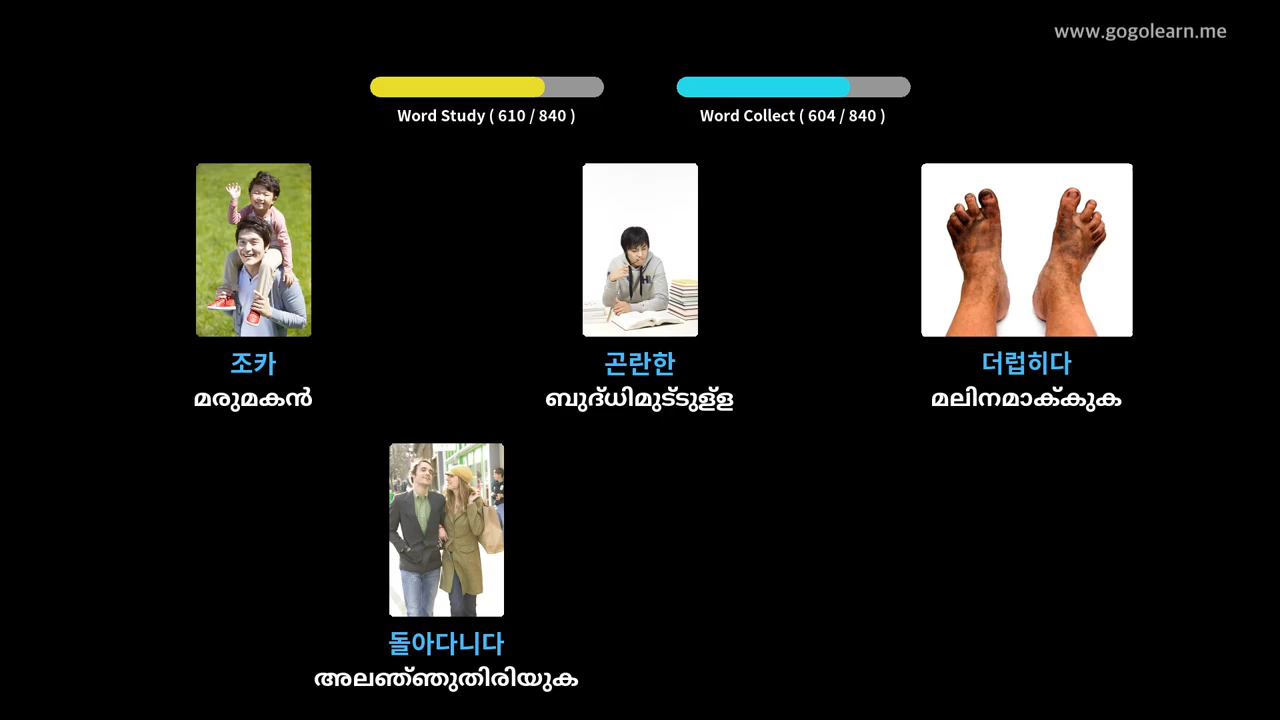 www.gogolearn.me
Word Study ( 610 / 840 )
Word Collect ( 604 / 840 )
조카
മരുമകൻ
곤란한
ബുദ്ധിമുട്ടുള്ള
더럽히다
മലിനമാക്കുക
돌아다니다
അലഞ്ഞുതിരിയുക